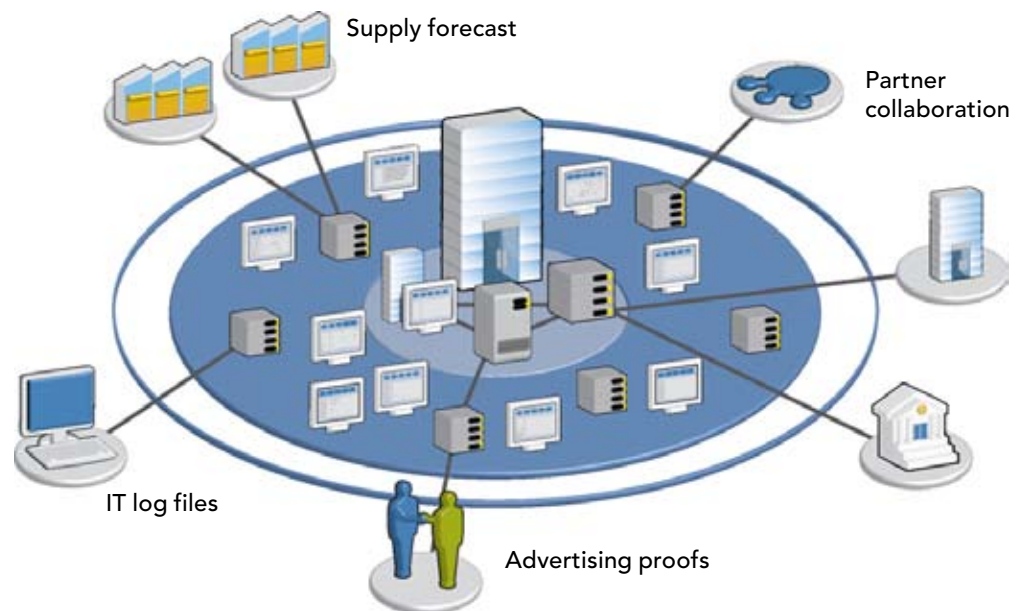 Supply forecast
Partner
collaboration
IT log files
Advertising proofs